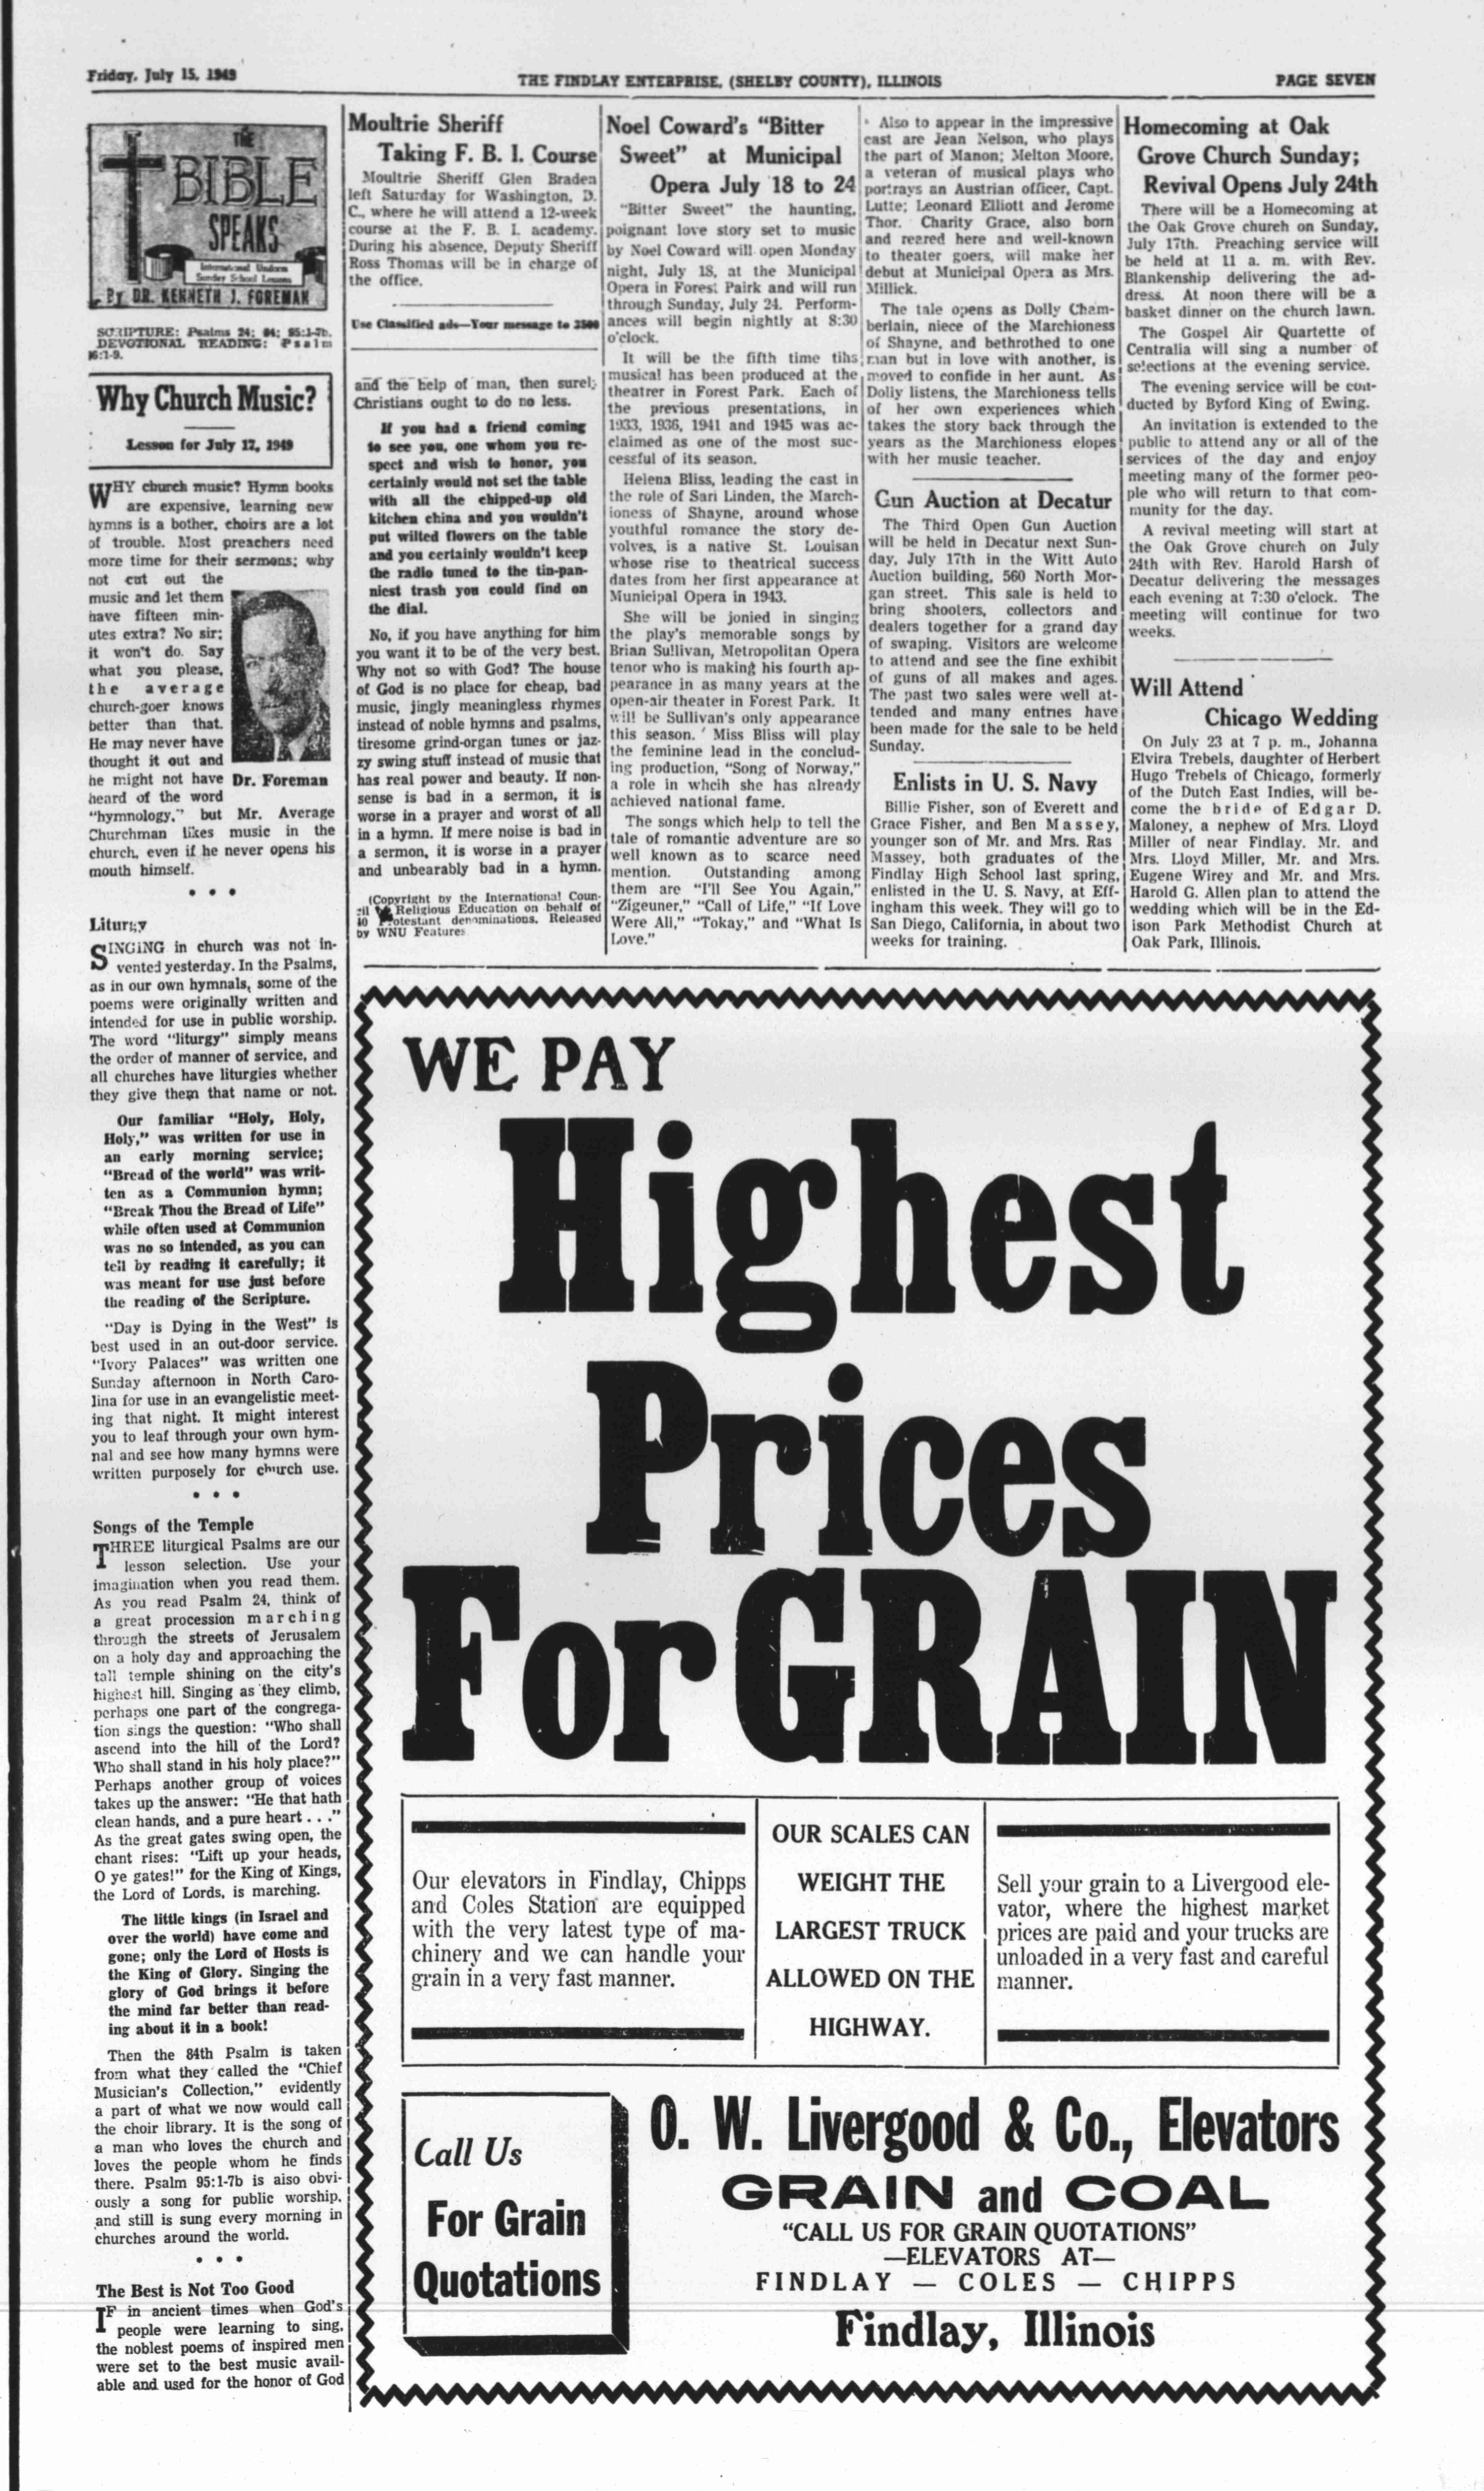 Friday, July 15, 1949
THE FINDLAY ENTERPRISE, (SHELBY COUNTY), ILLINOIS
PAGE SEVEN
THE
BIBLE
SPEAKS
International Uniform
Sunday School Lessons
By DR. KENNETH J. FOREMAN
SCRIPTURE: Psalms 24; 84; 95:1-7b.
DEVOTIONAL READING: Psalm
96:1-9.
Why Church Music?
Lesson for July 17, 1949
WHY church music? Hymn books
are expensive, learning new
hymns is a bother, choirs are a lot
of trouble. Most preachers need
more time for their sermons; why
not cut out the
music and let them
have fifteen min-
utes extra? No sir;
it won't do. Say
what you please,
the average
church-goer knows
better than that.
He may never have
thought it out and
he might not have
heard of the word
Dr. Foreman
"hymnology," but Mr. Average
Churchman likes music in the
church, even if he never opens his
mouth himself.
• • •
Liturgy
SINGING in church was not in-
vented yesterday. In the Psalms,
as in our own hymnals, some of the
poems were originally written and
intended for use in public worship.
The word "liturgy" simply means
the order of manner of service, and
all churches have liturgies whether
they give them that name or not.
Our familiar "Holy, Holy,
Holy," was written for use in
an early morning service;
"Bread of the world" was writ-
ten as a Communion hymn;
"Break Thou the Bread of Life"
while often used at Communion
was no so intended, as you can
tell by reading it carefully; it
was meant for use just before
the reading of the Scripture.
"Day is Dying in the West" is
best used in an out-door service.
"Ivory Palaces" was written one
Sunday afternoon in North Caro-
lina for use in an evangelistic meet-
ing that night. It might interest
you to leaf through your own hym-
nal and see how many hymns were
written purposely for church use.
• • •
Songs of the Temple
THREE liturgical Psalms are our
lesson selection. Use your
imagination when you read them.
As you read Psalm 24, think of
a great procession marching
through the streets of Jerusalem
on a holy day and approaching the
tall temple shining on the city's
highest hill. Singing as they climb,
perhaps one part of the congrega-
tion sings the question: "Who shall
ascend into the hill of the Lord?
Who shall stand in his holy place?"
Perhaps another group of voices
takes up the answer: "He that hath
clean hands, and a pure heart . . ."
As the great gates swing open, the
chant rises: "Lift up your heads,
O ye gates!" for the King of Kings,
the Lord of Lords, is marching.
The little kings (in Israel and
over the world) have come and
gone; only the Lord of Hosts is
the King of Glory. Singing the
glory of God brings it before
the mind far better than read-
ing about it in a book!
Then the 84th Psalm is taken
from what they called the "Chief
Musician's Collection," evidently
a part of what we now would call
the choir library. It is the song of
a man who loves the church and
loves the people whom he finds
there. Psalm 95:1-7b is also obvi-
ously a song for public worship,
and still is sung every morning in
churches around the world.
• • •
The Best is Not Too Good
IF in ancient times when God's
people were learning to sing,
the noblest poems of inspired men
were set to the best music avail-
able and used for the honor of God
Moultrie Sheriff
Taking F. B. I. Course
Moultrie Sheriff Glen Braden
left Saturday for Washington, D.
C., where he will attend a 12-week
course at the F. B. I. academy.
During his absence, Deputy Sheriff
Ross Thomas will be in charge of
the office.
Use Classified ads—Your message to 3500
and the help of man, then surely
Christians ought to do no less.
If you had a friend coming
to see you, one whom you re-
spect and wish to honor, you
certainly would not set the table
with all the chipped-up old
kitchen china and you wouldn't
put wilted flowers on the table
and you certainly wouldn't keep
the radio tuned to the tin-pan-
niest trash you could find on
the dial.
No, if you have anything for him
you want it to be of the very best.
Why not so with God? The house
of God is no place for cheap, bad
music, jingly meaningless rhymes
instead of noble hymns and psalms,
tiresome grind-organ tunes or jaz-
zy swing stuff instead of music that
has real power and beauty. If non-
sense is bad in a sermon, it is
worse in a prayer and worst of all
in a hymn. If mere noise is bad in
a sermon, it is worse in a prayer
and unbearably bad in a hymn.
(Copyright by the International Coun-
cil Religious Education on behalf of
40 Protestant denominations. Released
by WNU Features
Noel Coward's "Bitter
Sweet" at Municipal
Opera July 18 to 24
"Bitter Sweet" the haunting,
poignant love story set to music
by Noel Coward will open Monday
night, July 18, at the Municipal
Opera in Forest Pairk and will run
through Sunday, July 24. Perform-
ances will begin nightly at 8:30
o'clock.
It will be the fifth time tihs
musical has been produced at the
theatrer in Forest Park. Each of
the previous presentations, in
1933, 1936, 1941 and 1945 was ac-
claimed as one of the most suc-
cessful of its season.
Helena Bliss, leading the cast in
the role of Sari Linden, the March-
ioness of Shayne, around whose
youthful romance the story de-
volves, is a native St. Louisan
whose rise to theatrical success
dates from her first appearance at
Municipal Opera in 1943.
She will be jonied in singing
the play's memorable songs by
Brian Sullivan, Metropolitan Opera
tenor who is making his fourth ap-
pearance in as many years at the
open-air theater in Forest Park. It
will be Sullivan's only appearance
this season. Miss Bliss will play
the feminine lead in the conclud-
ing production, "Song of Norway,"
a role in whcih she has already
achieved national fame.
The songs which help to tell the
tale of romantic adventure are so
well known as to scarce need
mention. Outstanding among
them are "I'll See You Again,"
"Zigeuner," "Call of Life," "If Love
Were All," "Tokay," and "What Is
Love."
Also to appear in the impressive
cast are Jean Nelson, who plays
the part of Manon; Melton Moore,
a veteran of musical plays who
portrays an Austrian officer, Capt.
Lutte; Leonard Elliott and Jerome
Thor. Charity Grace, also born
and reared here and well-known
to theater goers, will make her
debut at Municipal Opera as Mrs.
Millick.
The tale opens as Dolly Cham-
berlain, niece of the Marchioness
of Shayne, and bethrothed to one
man but in love with another, is
moved to confide in her aunt. As
Dolly listens, the Marchioness tells
of her own experiences which
takes the story back through the
years as the Marchioness elopes
with her music teacher.
Gun Auction at Decatur
The Third Open Gun Auction
will be held in Decatur next Sun-
day, July 17th in the Witt Auto
Auction building, 560 North Mor-
gan street. This sale is held to
bring shooters, collectors and
dealers together for a grand day
of swaping. Visitors are welcome
to attend and see the fine exhibit
of guns of all makes and ages.
The past two sales were well at-
tended and many entries have
been made for the sale to be held
Sunday.
Enlists in U. S. Navy
Billie Fisher, son of Everett and
Grace Fisher, and Ben Massey,
younger son of Mr. and Mrs. Ras
Massey, both graduates of the
Findlay High School last spring,
enlisted in the U. S. Navy, at Eff-
ingham this week. They will go to
San Diego, California, in about two
weeks for training.
Homecoming at Oak
Grove Church Sunday;
Revival Opens July 24th
There will be a Homecoming at
the Oak Grove church on Sunday,
July 17th. Preaching service will
be held at 11 a. m. with Rev.
Blankenship delivering the ad-
dress. At noon there will be a
basket dinner on the church lawn.
The Gospel Air Quartette of
Centralia will sing a number of
selections at the evening service.
The evening service will be con-
ducted by Byford King of Ewing.
An invitation is extended to the
public to attend any or all of the
services of the day and enjoy
meeting many of the former peo-
ple who will return to that com-
munity for the day.
A revival meeting will start at
the Oak Grove church on July
24th with Rev. Harold Harsh of
Decatur delivering the messages
each evening at 7:30 o'clock. The
meeting will continue for two
weeks.
Will Attend
Chicago Wedding
On July 23 at 7 p. m., Johanna
Elvira Trebels, daughter of Herbert
Hugo Trebels of Chicago, formerly
of the Dutch East Indies, will be-
come the bride of Edgar D.
Maloney, a nephew of Mrs. Lloyd
Miller of near Findlay. Mr. and
Mrs. Lloyd Miller, Mr. and Mrs.
Eugene Wirey and Mr. and Mrs.
Harold G. Allen plan to attend the
wedding which will be in the Ed-
ison Park Methodist Church at
Oak Park, Illinois.
WE PAY
Highest
Prices
For GRAIN
Our elevators in Findlay, Chipps
and Coles Station are equipped
with the very latest type of ma-
chinery and we can handle your
grain in a very fast manner.
OUR SCALES CAN
WEIGHT THE
LARGEST TRUCK
ALLOWED ON THE
HIGHWAY.
Sell your grain to a Livergood ele-
vator, where the highest market
prices are paid and your trucks are
unloaded in a very fast and careful
manner.
Call Us
For Grain
Quotations
O. W. Livergood & Co., Elevators
GRAIN and COAL
"CALL US FOR GRAIN QUOTATIONS"
—ELEVATORS AT—
FINDLAY — COLES — CHIPPS
Findlay, Illinois